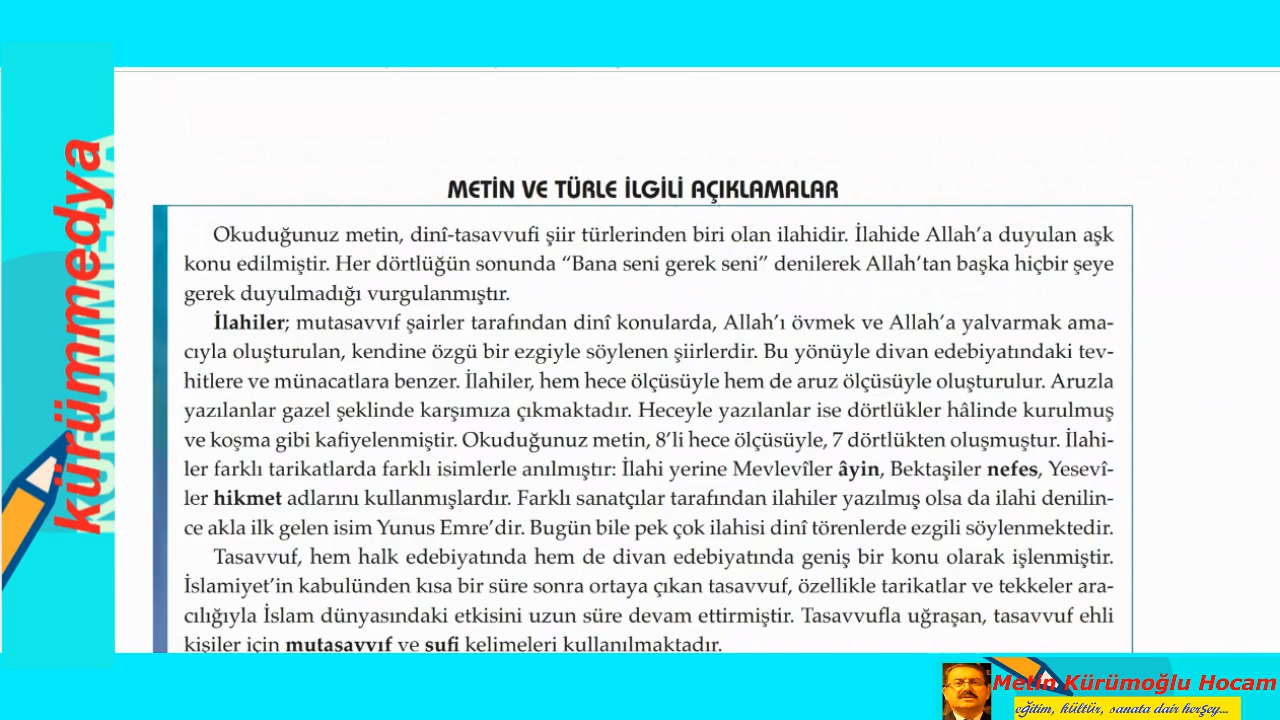 kürümmedya
METİN VE TÜRLE İLGİLİ AÇIKLAMALAR
Okuduğunuz metin, dinî-tasavvufi şiir türlerinden biri olan ilahidir. İlahide Allah’a duyulan aşk
konu edilmiştir. Her dörtlüğün sonunda “Bana seni gerek seni” denilerek Allah’tan başka hiçbir şeye
gerek duyulmadığı vurgulanmıştır.
İlahiler; mutasavvıf şairler tarafından dinî konularda, Allah’ı övmek ve Allah’a yalvarmak ama-
cıyla oluşturulan, kendine özgü bir ezgiyle söylenen şiirlerdir. Bu yönüyle divan edebiyatındaki tev-
hitlere ve münacatlara benzer. İlahiler, hem hece ölçüsüyle hem de aruz ölçüsüyle oluşturulur. Aruzla
yazılanlar gazel şeklinde karşımıza çıkmaktadır. Heceyle yazılanlar ise dörtlükler hâlinde kurulmuş
ve koşma gibi kafiyelenmiştir. Okuduğunuz metin, 8’li hece ölçüsüyle, 7 dörtlükten oluşmuştur. İlahi-
ler farklı tarikatlarda farklı isimlerle anılmıştır: İlahi yerine Mevlevîler âyin, Bektaşiler nefes, Yesevî-
ler hikmet adlarını kullanmışlardır. Farklı sanatçılar tarafından ilahiler yazılmış olsa da ilahi denilin-
ce akla ilk gelen isim Yunus Emre’dir. Bugün bile pek çok ilahisi dinî törenlerde ezgili söylenmektedir.
Tasavvuf, hem halk edebiyatında hem de divan edebiyatında geniş bir konu olarak işlenmiştir.
İslamiyet’in kabulünden kısa bir süre sonra ortaya çıkan tasavvuf, özellikle tarikatlar ve tekkeler ara-
cılığıyla İslam dünyasındaki etkisini uzun süre devam ettirmiştir. Tasavvufla uğraşan, tasavvuf ehli
kişiler için mutasavvıf ve sufi kelimeleri kullanılmaktadır.
Metin Kürümoğlu Hocam
eğitim, kültür, sanata dair herşey...